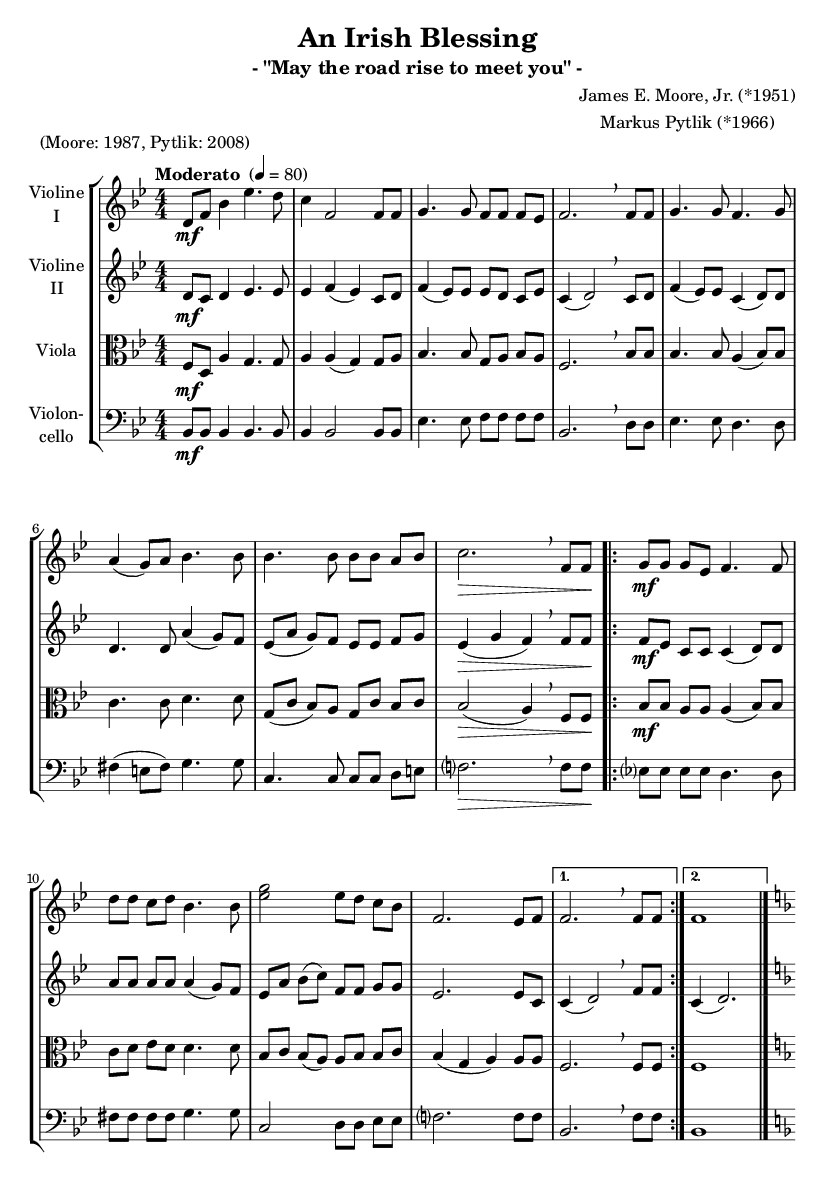 An Irish Blessing
- "May the road rise to meet you" -
James E. Moore, Jr. (*1951)
Markus Pytlik (*1966)
(Moore: 1987, Pytlik: 2008)
Moderato (♩ = 80)
Violine
I
mf
Violine
II
mf
Viola
mf
Violon-
cello
mf
6
mf
mf
mf
10
1.
2.